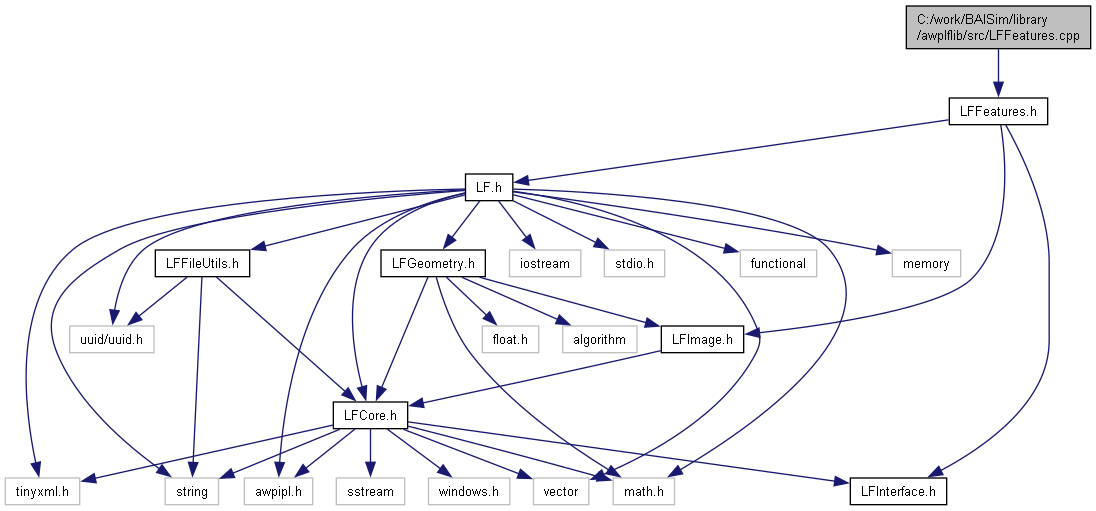 C:/work/BAISim/library
/awplflib/src/LFFeatures.cpp
LFFeatures.h
LF.h
LFFileUtils.h
LFGeometry.h
iostream
stdio.h
functional
memory
uuid/uuid.h
float.h
algorithm
LFImage.h
LFCore.h
tinyxml.h
string
awpipl.h
sstream
windows.h
vector
math.h
LFInterface.h